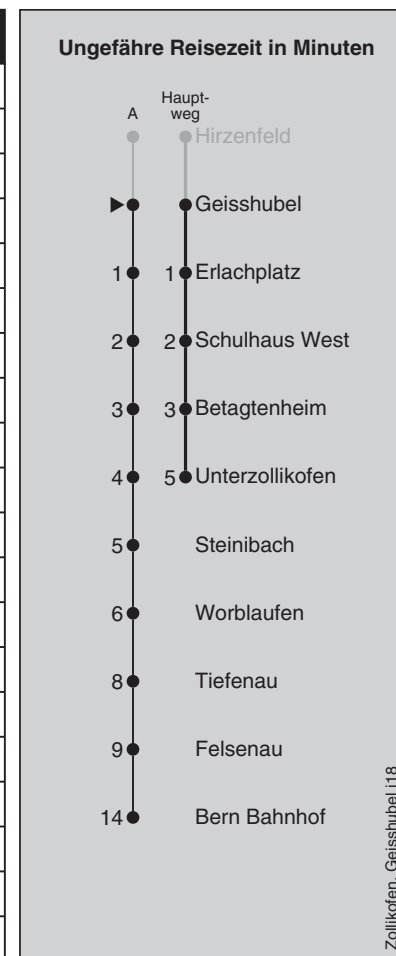 Ungefähre Reisezeit in Minuten
A
Haupt-
weg
Hirzenfeld
Geisshubel
1 1 Erlachplatz
2 2 Schulhaus West
3 3 Betagtenheim
4 5 Unterzollikofen
5 Steinibach
6 Worblaufen
8 Tiefenau
9 Felsenau
14 Bern Bahnhof
Zollikofen, Geisshubel j18